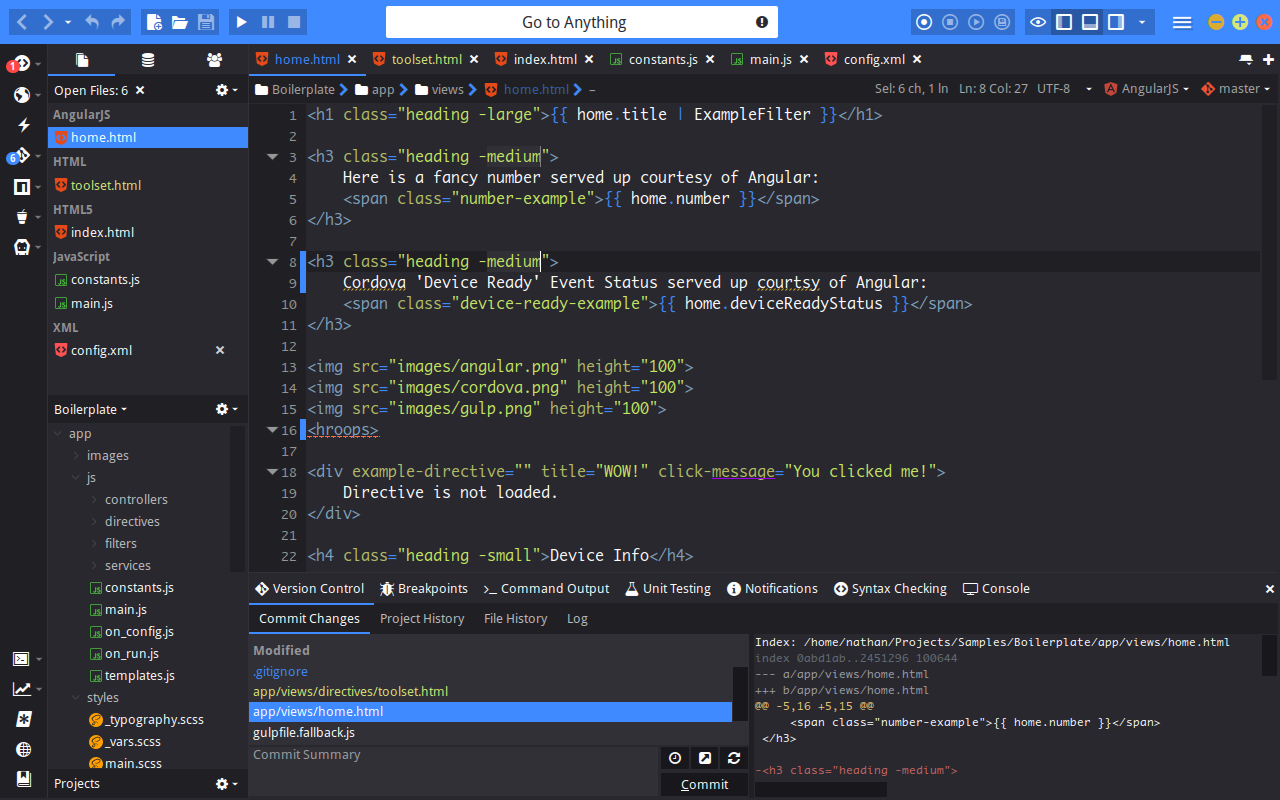 Go to Anything
1
6
Open Files: 6
AngularJS
home.html
HTML
toolset.html
HTML5
index.html
JavaScript
constants.js
main.js
XML
config.xml
Boilerplate
app
images
js
controllers
directives
filters
services
constants.js
main.js
on_config.js
on_run.js
templates.js
styles
_typography.scss
_vars.scss
main.scss
Projects
home.html toolset.html index.html constants.js main.js config.xml
Boilerplate app views home.html – Sel: 6 ch, 1 ln Ln: 8 Col: 27 UTF-8 AngularJS master
1 <h1 class="heading -large">{{ home.title | ExampleFilter }}</h1>
2
3 <h3 class="heading -medium">
4 Here is a fancy number served up courtesy of Angular:
5 <span class="number-example">{{ home.number }}</span>
6 </h3>
7
8 <h3 class="heading -medium">
9 Cordova 'Device Ready' Event Status served up courtsy of Angular:
10 <span class="device-ready-example">{{ home.deviceReadyStatus }}</span>
11 </h3>
12
13 <img src="images/angular.png" height="100">
14 <img src="images/cordova.png" height="100">
15 <img src="images/gulp.png" height="100">
16 <hroops>
17
18 <div example-directive="" title="WOW!" click-message="You clicked me!">
19 Directive is not loaded.
20 </div>
21
22 <h4 class="heading -small">Device Info</h4>
Version Control Breakpoints Command Output Unit Testing Notifications Syntax Checking Console
Commit Changes Project History File History Log
Modified
.gitignore
app/views/directives/toolset.html
app/views/home.html
gulpfile.fallback.js
Commit Summary
Commit
Index: /home/nathan/Projects/Samples/Boilerplate/app/views/home.html
index 0abd1ab..2451296 100644
--- a/app/views/home.html
+++ b/app/views/home.html
@@ -5,16 +5,15 @@
<span class="number-example">{{ home.number }}</span>
</h3>
-<h3 class="heading -medium">